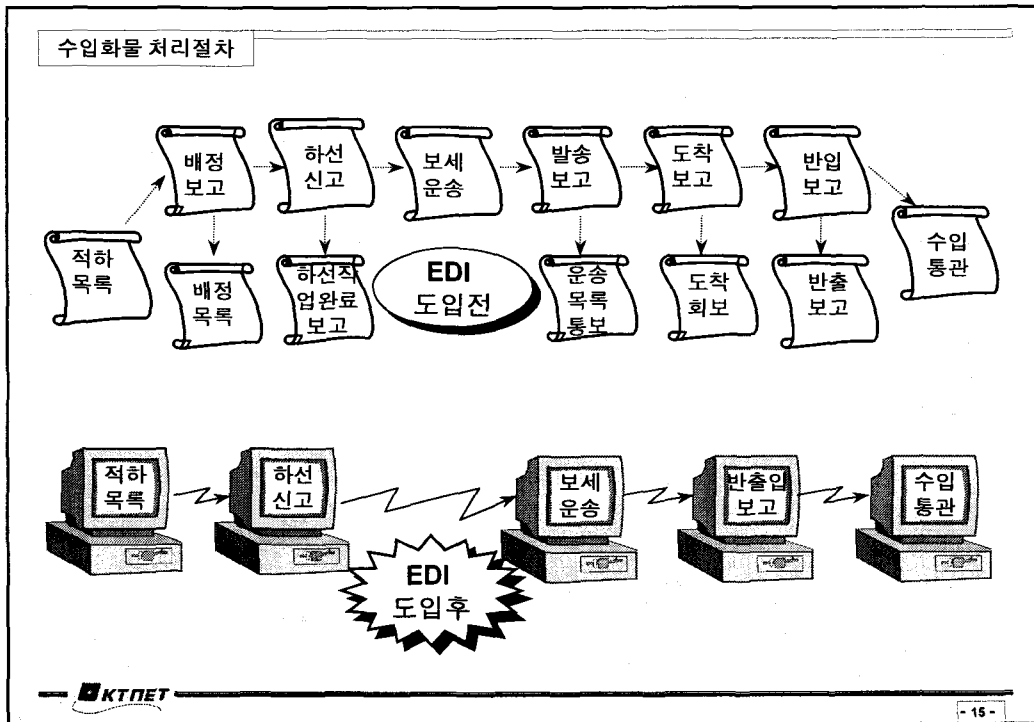 수입화물 처리절차
배정
보고
하선
신고
보세
운송
발송
보고
도착
보고
반입
보고
적하
목록
배정
목록
하선작
업완료
보고
EDI
도입전
운송
목록
통보
도착
회보
반출
보고
수입
통관
적하
목록
하선
신고
보세
운송
반출입
보고
수입
통관
EDI
도입후
KTNET
- 15 -